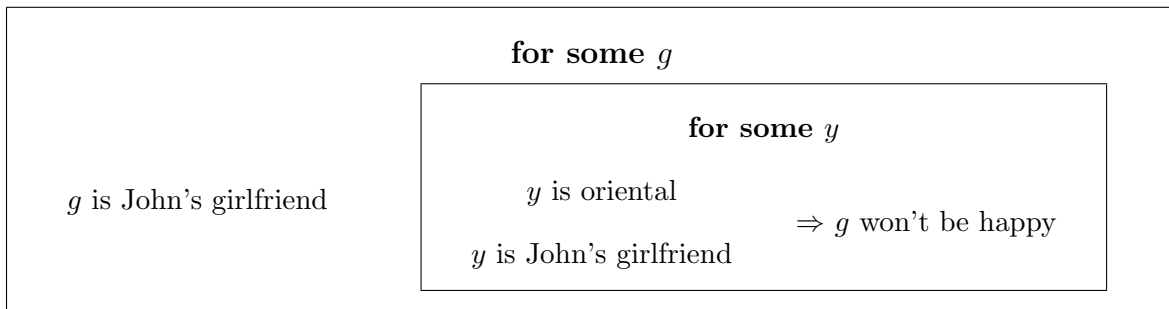 for some g
for some y
g is John's girlfriend
y is oriental
⇒ g won't be happy
y is John's girlfriend